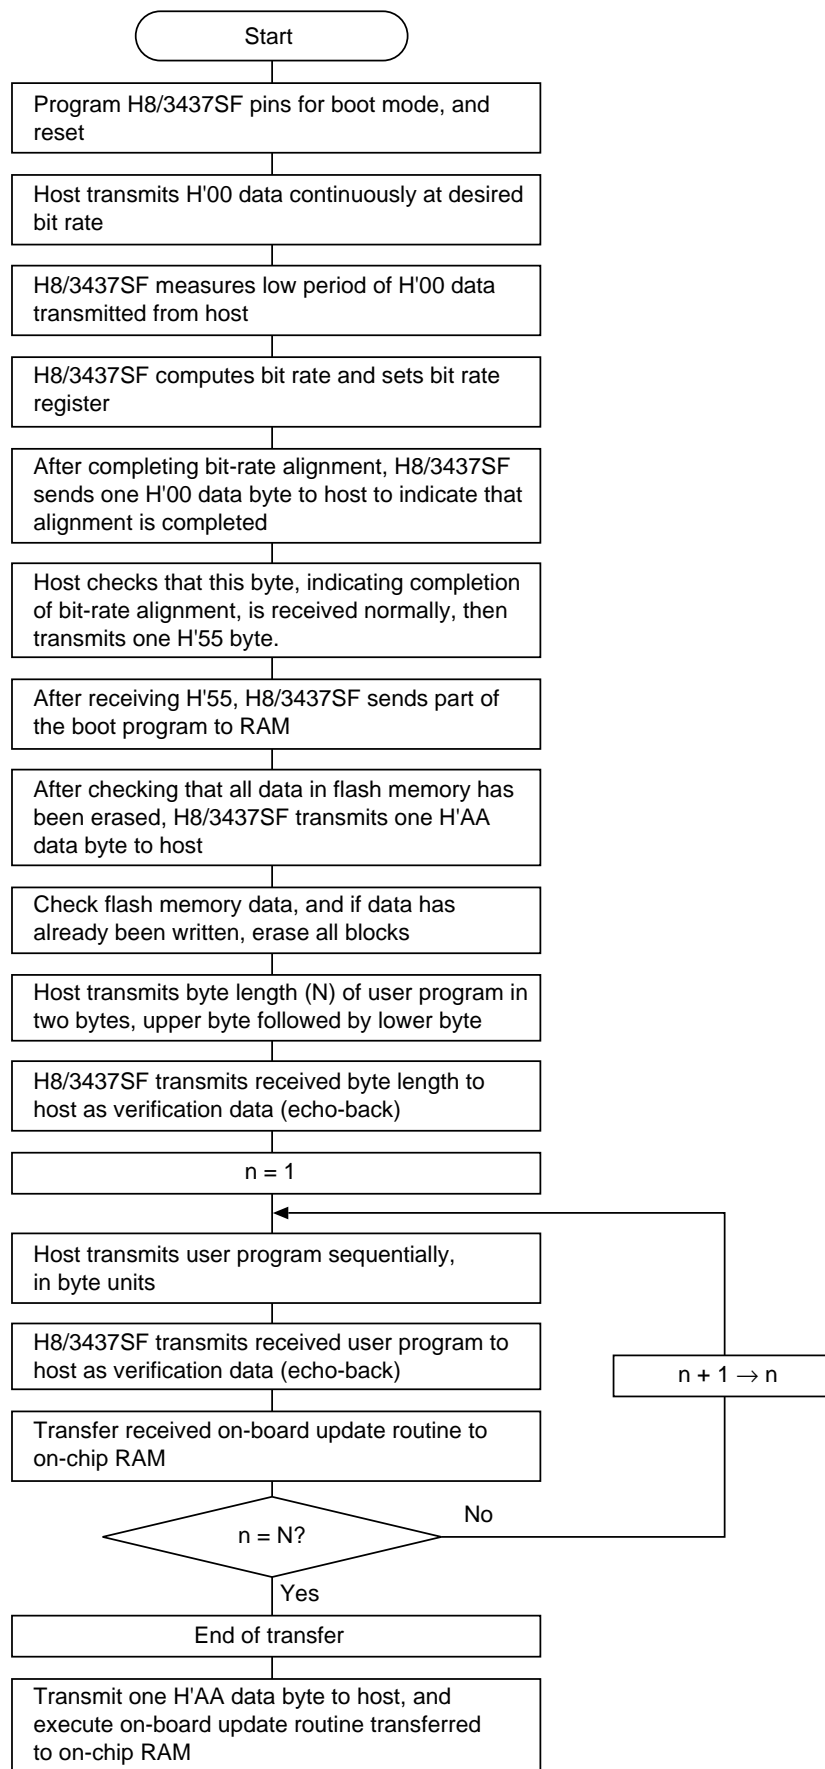 Start
Program H8/3437SF pins for boot mode, and
reset
Host transmits H'00 data continuously at desired
bit rate
H8/3437SF measures low period of H'00 data
transmitted from host
H8/3437SF computes bit rate and sets bit rate
register
After completing bit-rate alignment, H8/3437SF
sends one H'00 data byte to host to indicate that
alignment is completed
Host checks that this byte, indicating completion
of bit-rate alignment, is received normally, then
transmits one H'55 byte.
After receiving H'55, H8/3437SF sends part of
the boot program to RAM
After checking that all data in flash memory has
been erased, H8/3437SF transmits one H'AA
data byte to host
Check flash memory data, and if data has
already been written, erase all blocks
Host transmits byte length (N) of user program in
two bytes, upper byte followed by lower byte
H8/3437SF transmits received byte length to
host as verification data (echo-back)
n = 1
Host transmits user program sequentially,
in byte units
H8/3437SF transmits received user program to
host as verification data (echo-back)
n + 1 → n
Transfer received on-board update routine to
on-chip RAM
n = N?
No
Yes
End of transfer
Transmit one H'AA data byte to host, and
execute on-board update routine transferred
to on-chip RAM